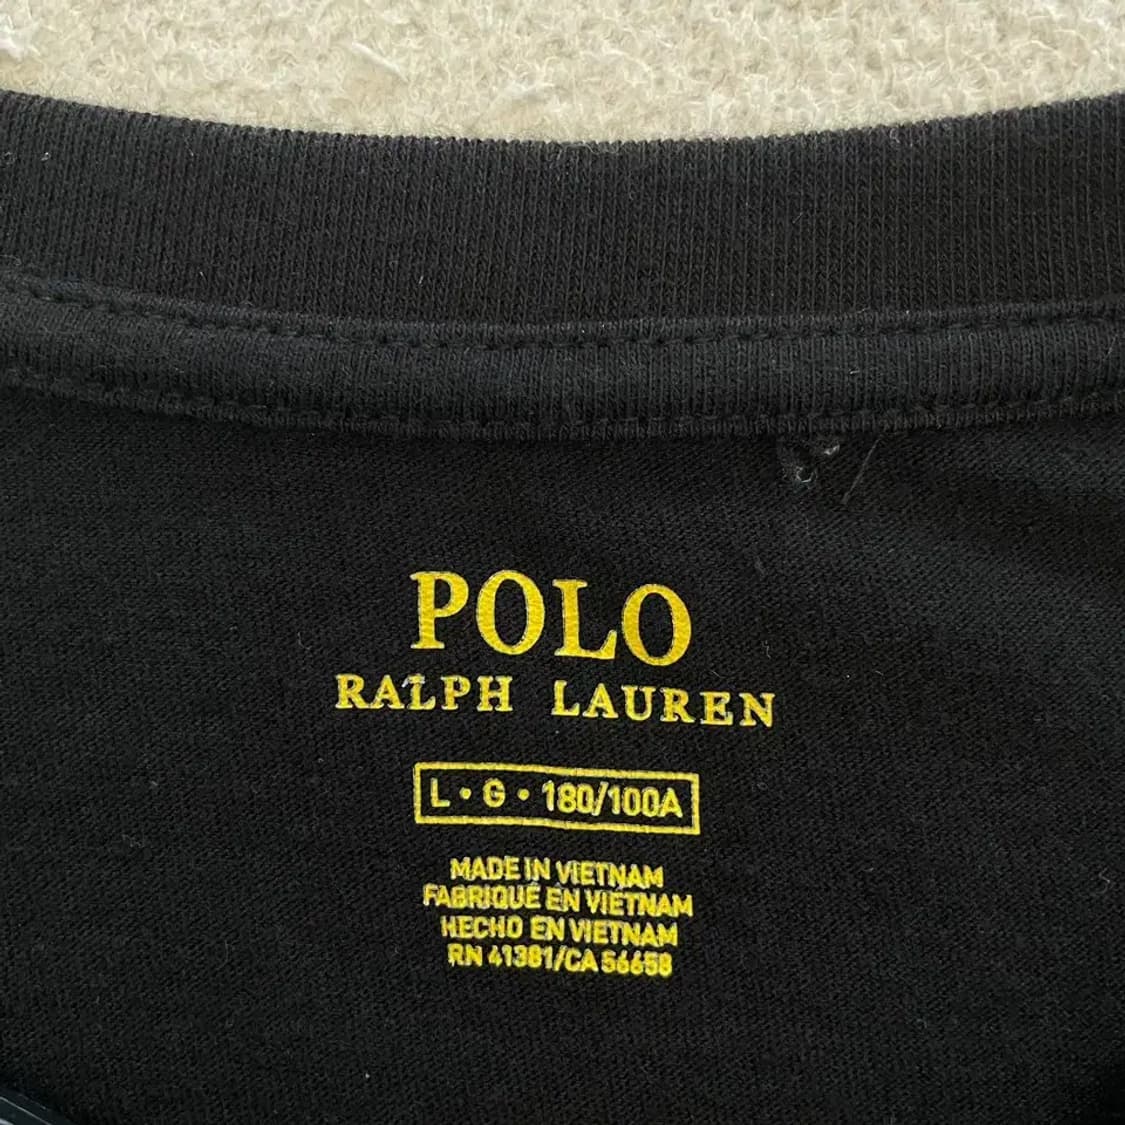 POLO
RALPH LAUREN
L • G • 180/100A
MADE IN VIETNAM
FABRIQUÉ EN VIETNAM
HECHO EN VIETNAM
RN 41381/CA 56658